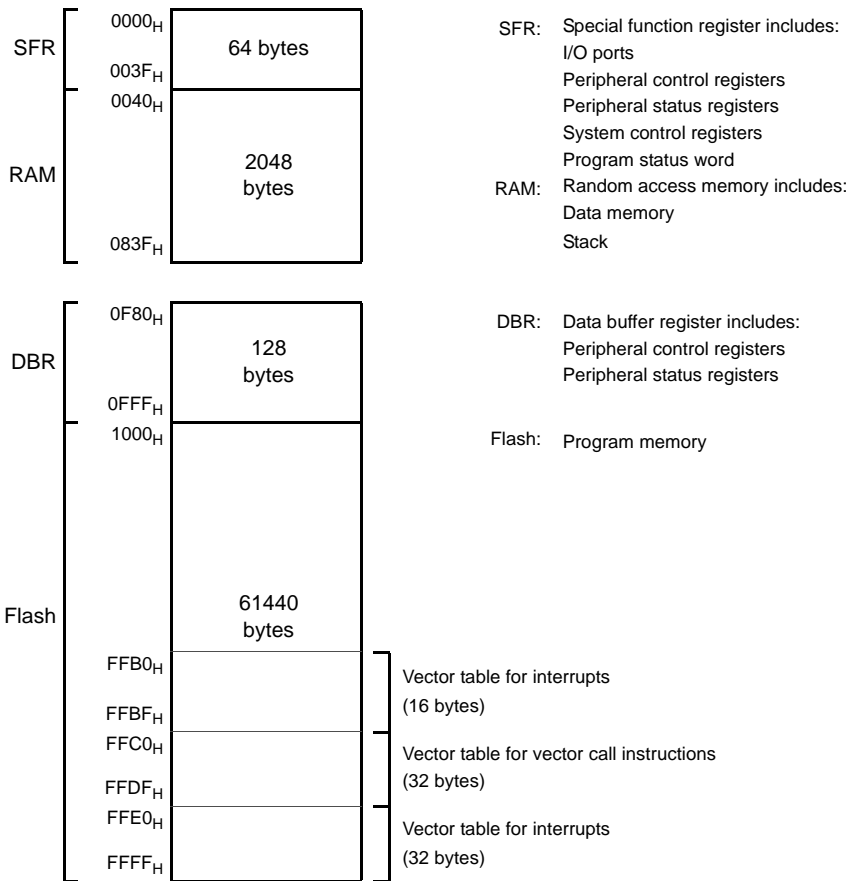 0000H
SFR
64 bytes
003FH
0040H
RAM
2048
bytes
083FH
SFR: Special function register includes:
I/O ports
Peripheral control registers
Peripheral status registers
System control registers
Program status word
RAM: Random access memory includes:
Data memory
Stack
0F80H
DBR
128
bytes
0FFFH
DBR: Data buffer register includes:
Peripheral control registers
Peripheral status registers
1000H
Flash: Program memory
Flash
61440
bytes
FFB0H
FFBFH
Vector table for interrupts
(16 bytes)
FFC0H
FFDFH
Vector table for vector call instructions
(32 bytes)
FFE0H
FFFFH
Vector table for interrupts
(32 bytes)